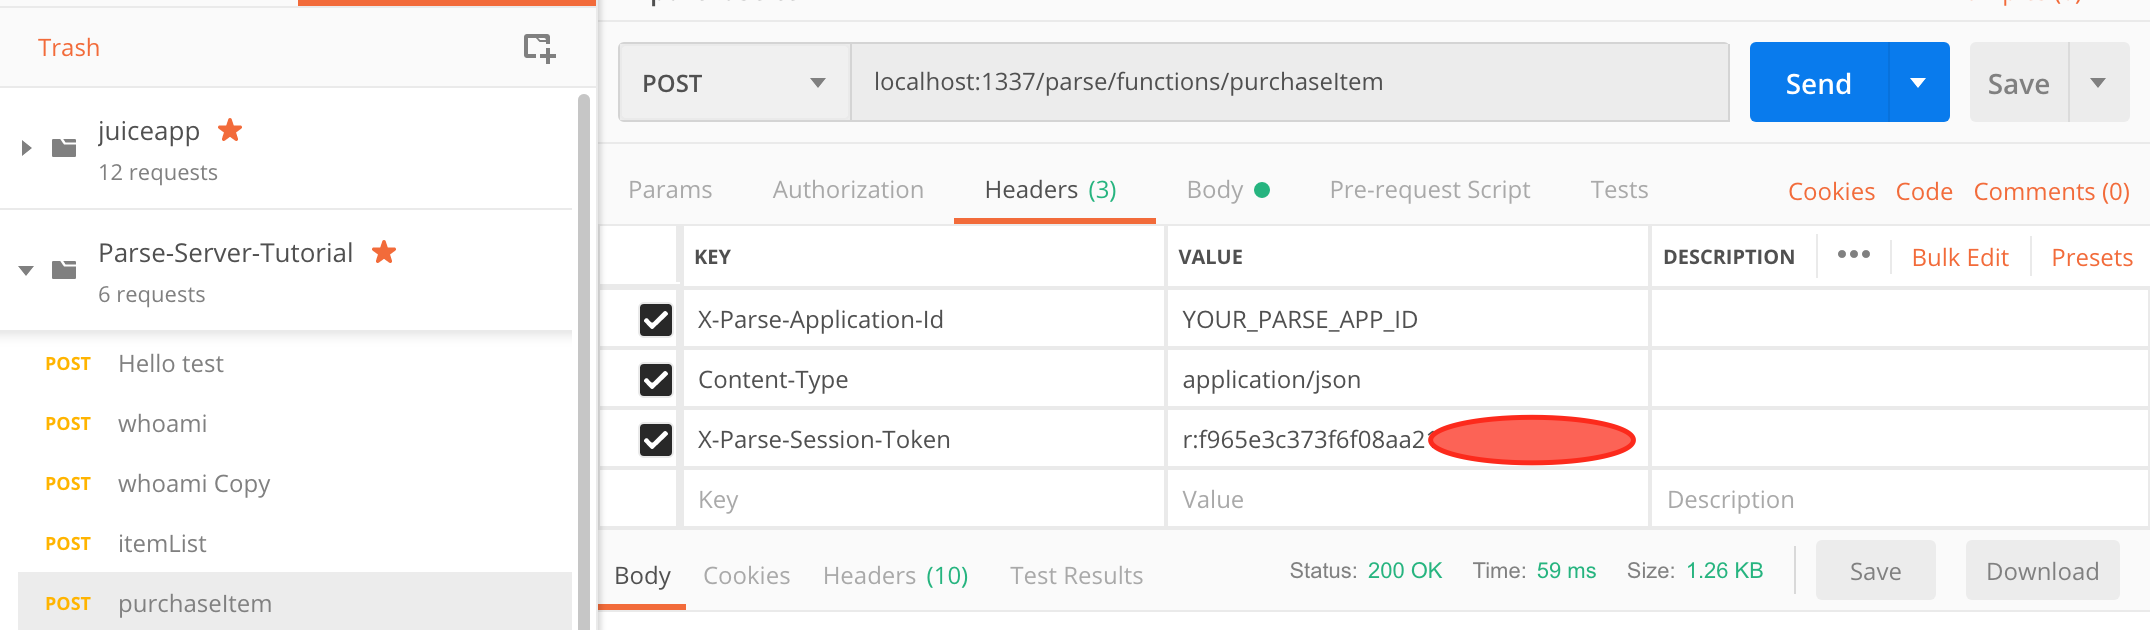 Trash
juiceapp
12 requests
Parse-Server-Tutorial
6 requests
POST Hello test
POST whoami
POST whoami Copy
POST itemList
POST purchaseItem
POST localhost:1337/parse/functions/purchaseItem Send Save
Params Authorization Headers (3) Body Pre-request Script Tests Cookies Code Comments (0)
KEY VALUE DESCRIPTION ••• Bulk Edit Presets
X-Parse-Application-Id YOUR_PARSE_APP_ID
Content-Type application/json
X-Parse-Session-Token r:f965e3c373f6f08aa2
Key Value Description
Body Cookies Headers (10) Test Results Status: 200 OK Time: 59 ms Size: 1.26 KB Save Download